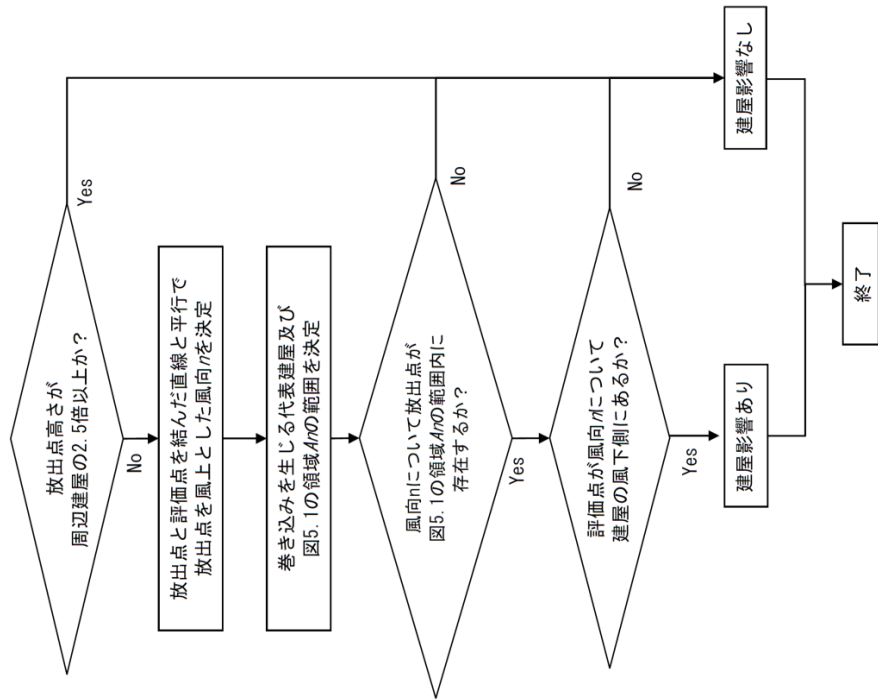 放出点高さが
周辺建屋の2.5倍以上か？
Yes
No
放出点と評価点を結んだ直線と平行で
放出点を風上とした風向nを決定
巻き込みを生じる代表建屋及び
図5.1の領域Anの範囲を決定
風向nについて放出点が
図5.1の領域Anの範囲内に
存在するか？
No
Yes
評価点が風向nについて
建屋の風下側にあるか？
No
Yes
建屋影響あり
建屋影響なし
終了